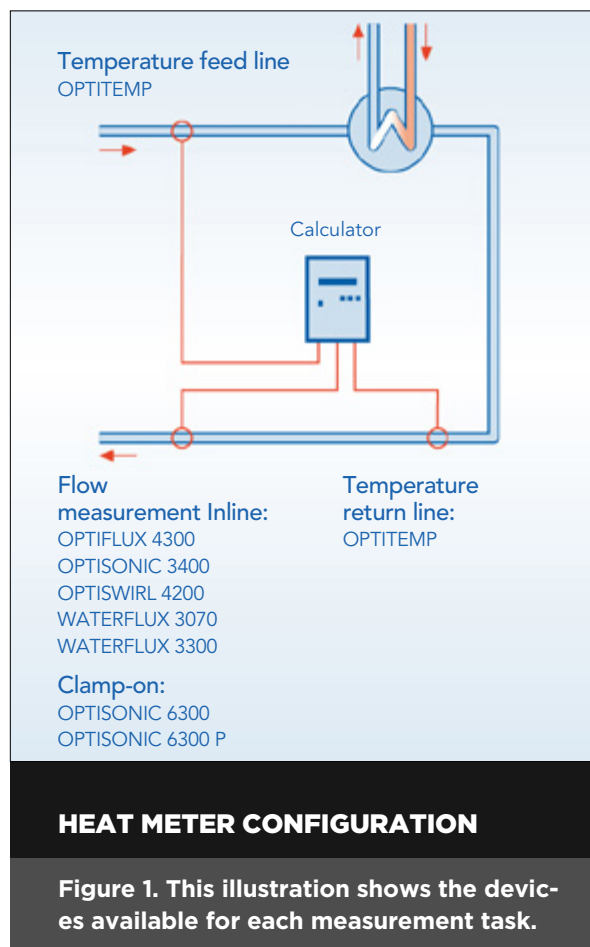 Temperature feed line
OPTITEMP
Calculator
Flow
measurement Inline:
OPTIFLUX 4300
OPTISONIC 3400
OPTISWIRL 4200
WATERFLUX 3070
WATERFLUX 3300
Clamp-on:
OPTISONIC 6300
OPTISONIC 6300 P
Temperature
return line:
OPTITEMP
HEAT METER CONFIGURATION
Figure 1. This illustration shows the devic-
es available for each measurement task.